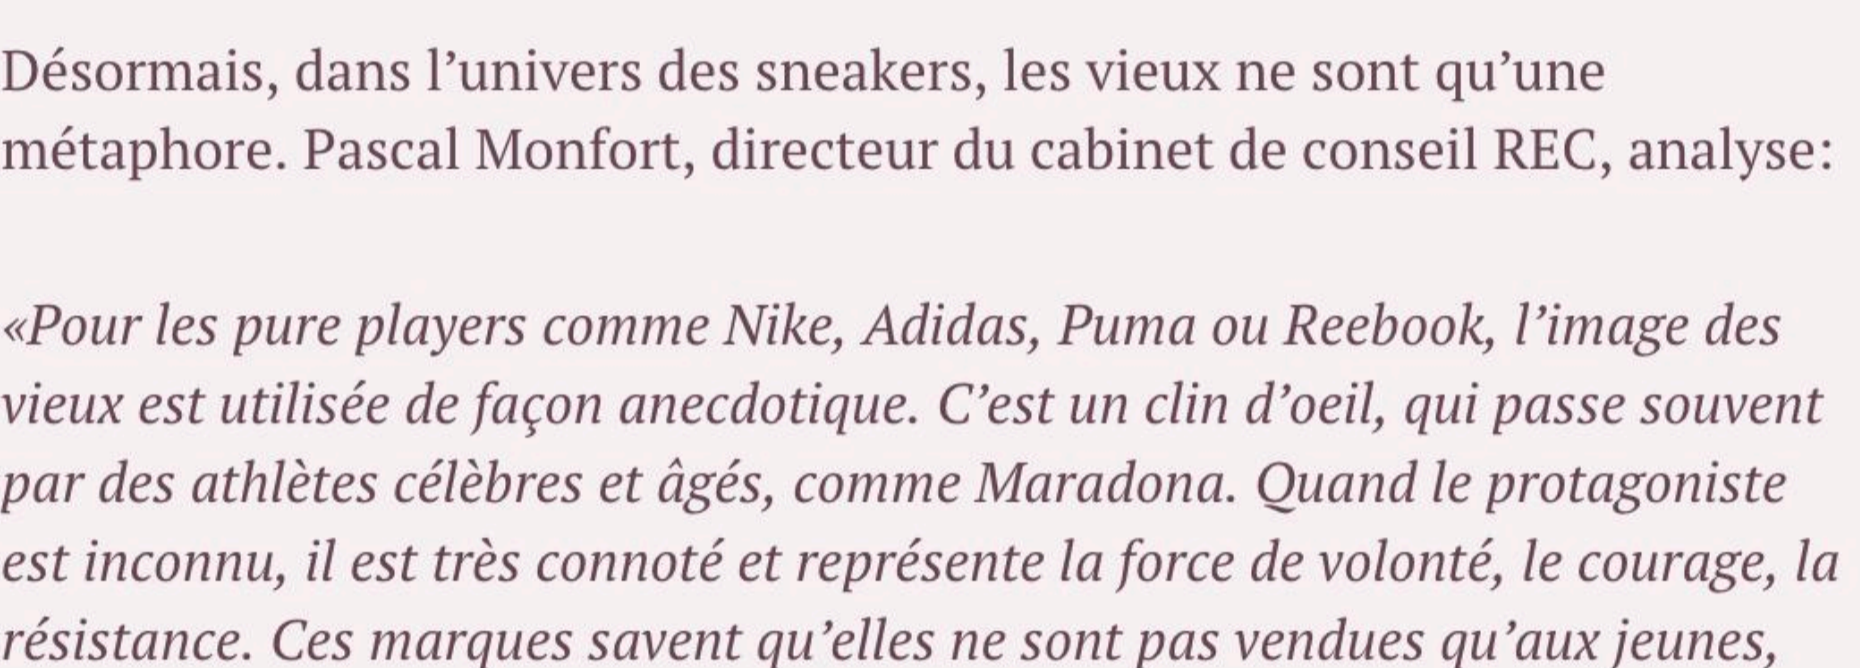 Désormais, dans l’univers des sneakers, les vieux ne sont qu’une
métaphore. Pascal Monfort, directeur du cabinet de conseil REC, analyse:
«Pour les pure players comme Nike, Adidas, Puma ou Reebook, l’image des
vieux est utilisée de façon anecdotique. C’est un clin d’oeil, qui passe souvent
par des athlètes célèbres et âgés, comme Maradona. Quand le protagoniste
est inconnu, il est très connoté et représente la force de volonté, le courage, la
résistance. Ces marques savent qu’elles ne sont pas vendues qu’aux jeunes,